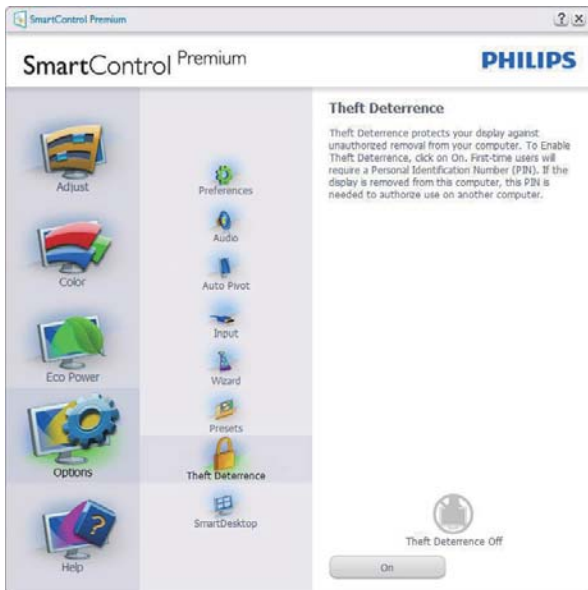 SmartControl Premium
SmartControl Premium
PHILIPS
Adjust
Color
Eco Power
Options
Help
Preferences
Audio
Auto Pivot
Input
Wizard
Presets
Theft Deterrence
SmartDesktop
Theft Deterrence
Theft Deterrence protects your display against
unauthorized removal from your computer. To Enable
Theft Deterrence, click on On. First-time users will
require a Personal Identification Number (PIN). If the
display is removed from this computer, this PIN is
needed to authorize use on another computer.
Theft Deterrence Off
On